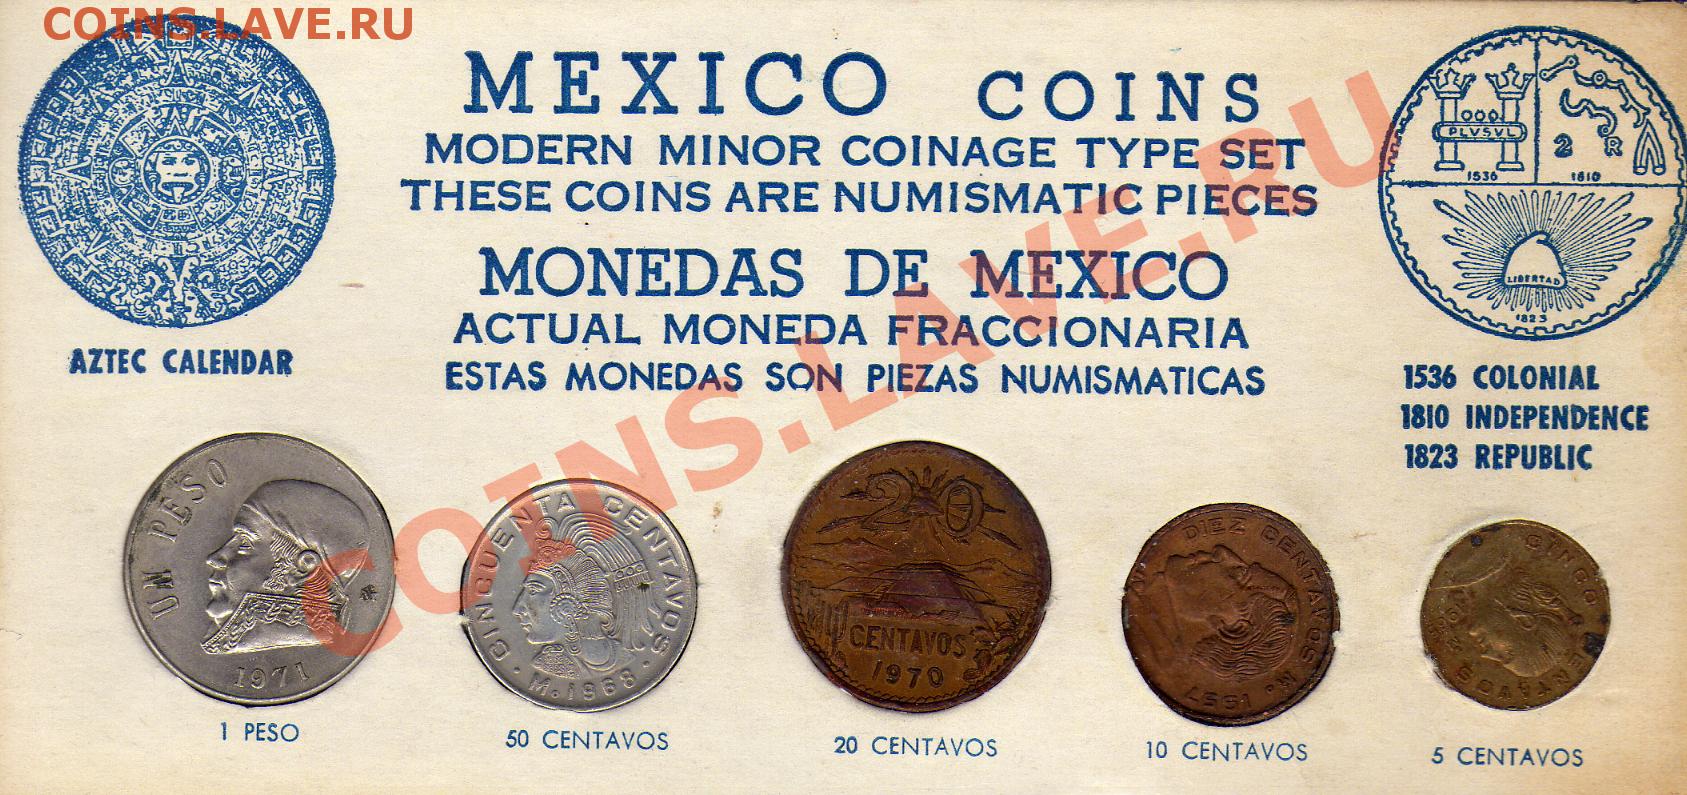 COINS.LAVE.RU
MEXICO COINS
MODERN MINOR COINAGE TYPE SET
THESE COINS ARE NUMISMATIC PIECES
MONEDAS DE MEXICO
ACTUAL MONEDA FRACCIONARIA
ESTAS MONEDAS SON PIEZAS NUMISMATICAS
AZTEC CALENDAR
PLVSVL
1536
2 R
1810
LIBERTAD
1823
1536 COLONIAL
1810 INDEPENDENCE
1823 REPUBLIC
COINS.LAVE.RU
UN PESO
1971
CINCUENTA CENTAVOS
M. 1968
20
CENTAVOS
1970
DIEZ CENTAVOS
M. 1957
CINCO CENTAVOS
1 PESO
50 CENTAVOS
20 CENTAVOS
10 CENTAVOS
5 CENTAVOS